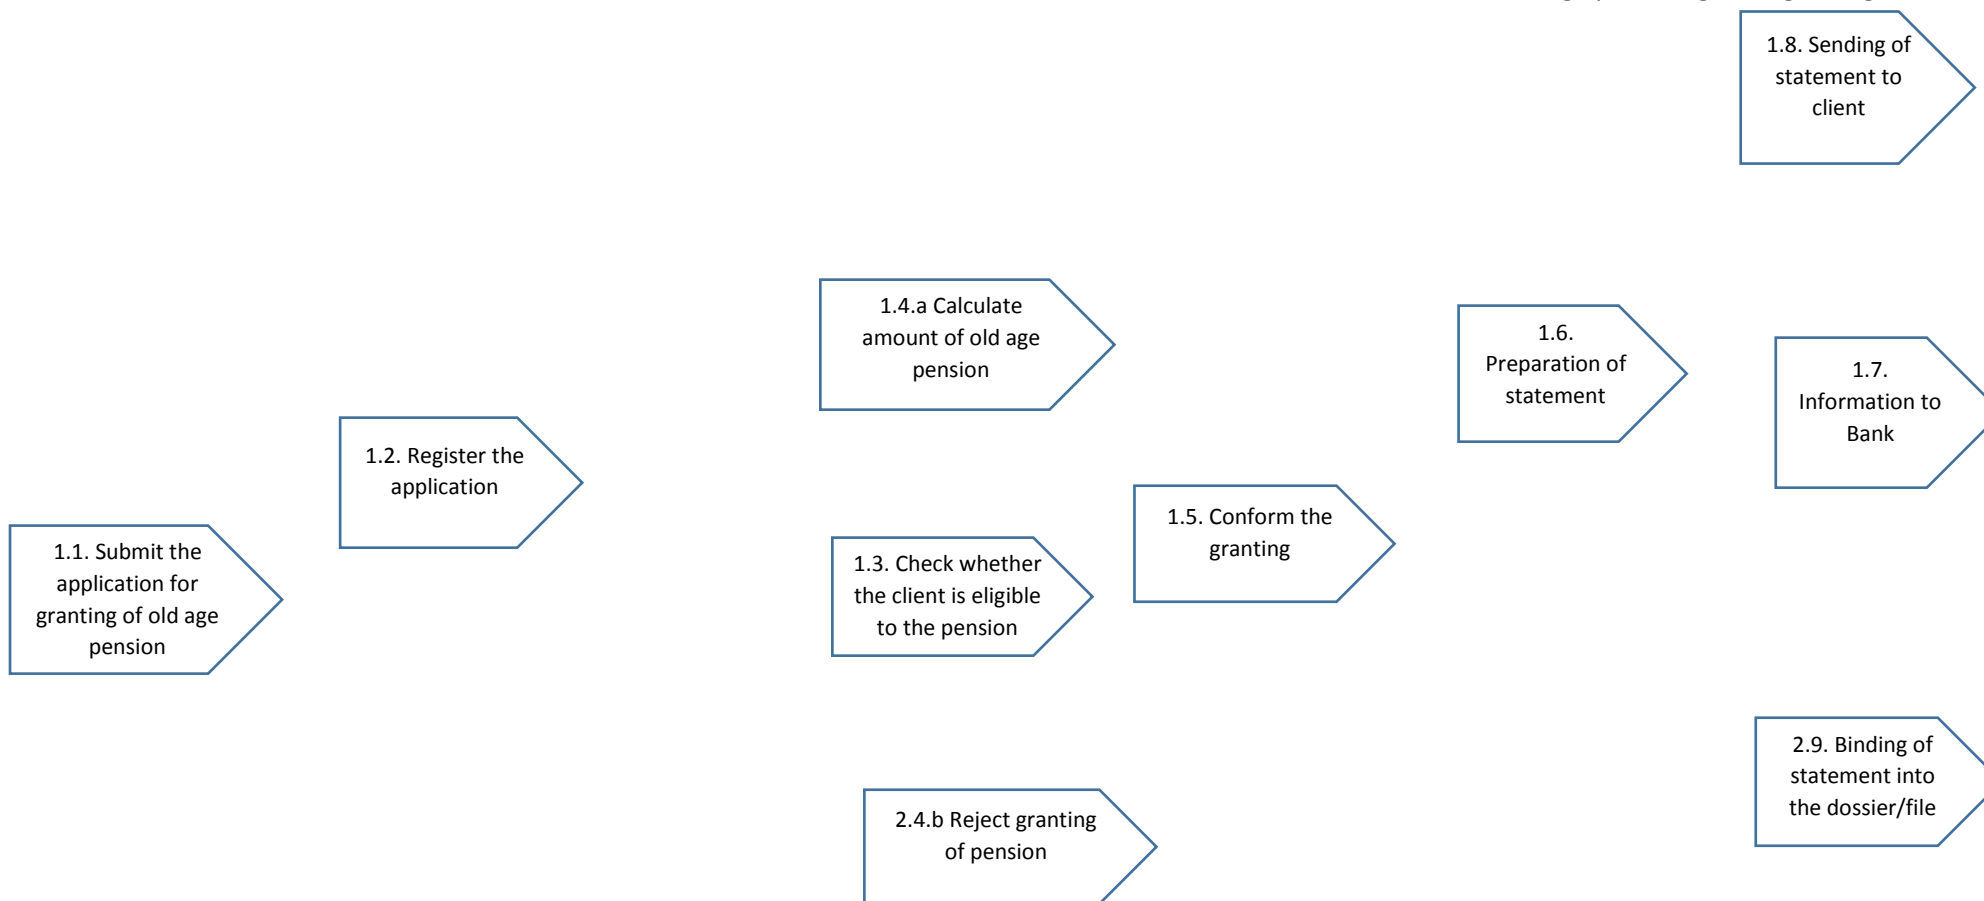 1.8. Sending of
statement to
client
1.4.a Calculate
amount of old age
pension
1.6.
Preparation of
statement
1.7.
Information to
Bank
1.2. Register the
application
1.5. Conform the
granting
1.1. Submit the
application for
granting of old age
pension
1.3. Check whether
the client is eligible
to the pension
2.9. Binding of
statement into
the dossier/file
2.4.b Reject granting
of pension